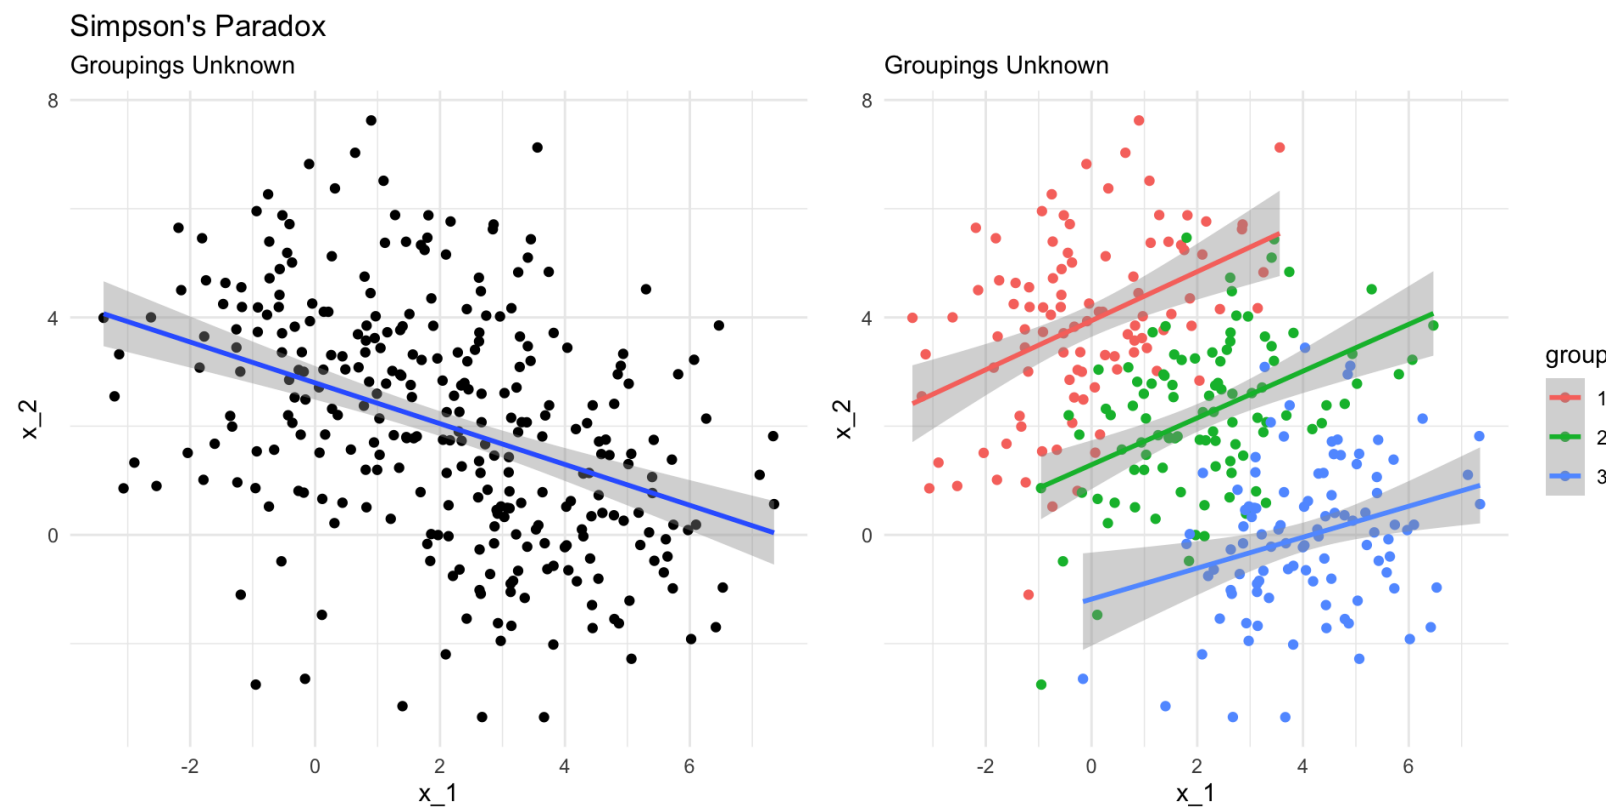 Simpson's Paradox
Groupings Unknown
Groupings Unknown
8
4
0
x_2
-2 0 2 4 6
x_1
8
4
0
x_2
-2 0 2 4 6
x_1
group
1
2
3